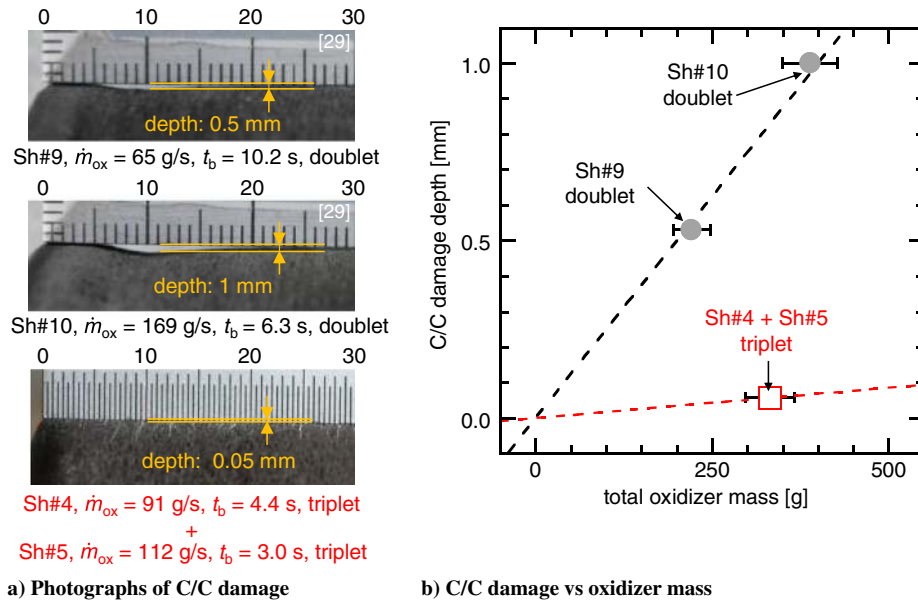 0 10 20 30
[29]
depth: 0.5 mm
Sh#9, ṁox = 65 g/s, tb = 10.2 s, doublet
0 10 20 30
[29]
depth: 1 mm
Sh#10, ṁox = 169 g/s, tb = 6.3 s, doublet
0 10 20 30
depth: 0.05 mm
Sh#4, ṁox = 91 g/s, tb = 4.4 s, triplet
+
Sh#5, ṁox = 112 g/s, tb = 3.0 s, triplet
a) Photographs of C/C damage
C/C damage depth [mm]
1.0
0.5
0.0
Sh#10
doublet
Sh#9
doublet
Sh#4 + Sh#5
triplet
0 250 500
total oxidizer mass [g]
b) C/C damage vs oxidizer mass